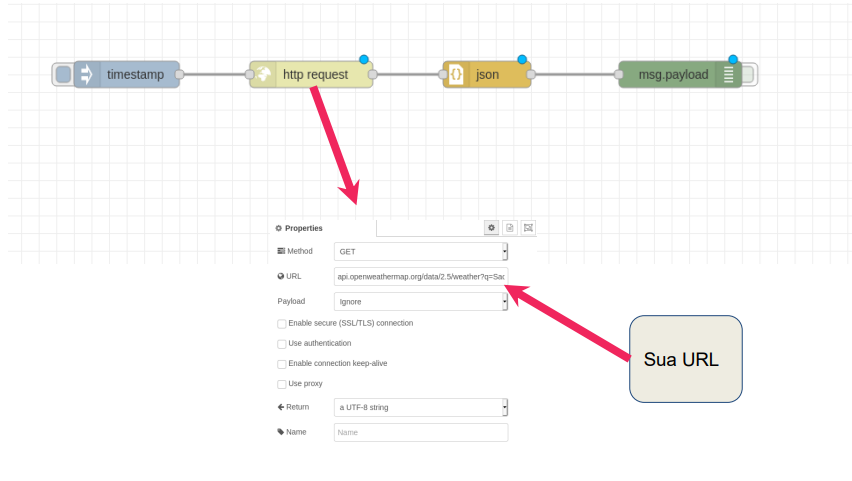 timestamp
http request
json
msg.payload
Properties
Method GET
URL api.openweathermap.org/data/2.5/weather?q=Sao
Payload Ignore
Enable secure (SSL/TLS) connection
Use authentication
Enable connection keep-alive
Use proxy
Return a UTF-8 string
Name Name
Sua URL